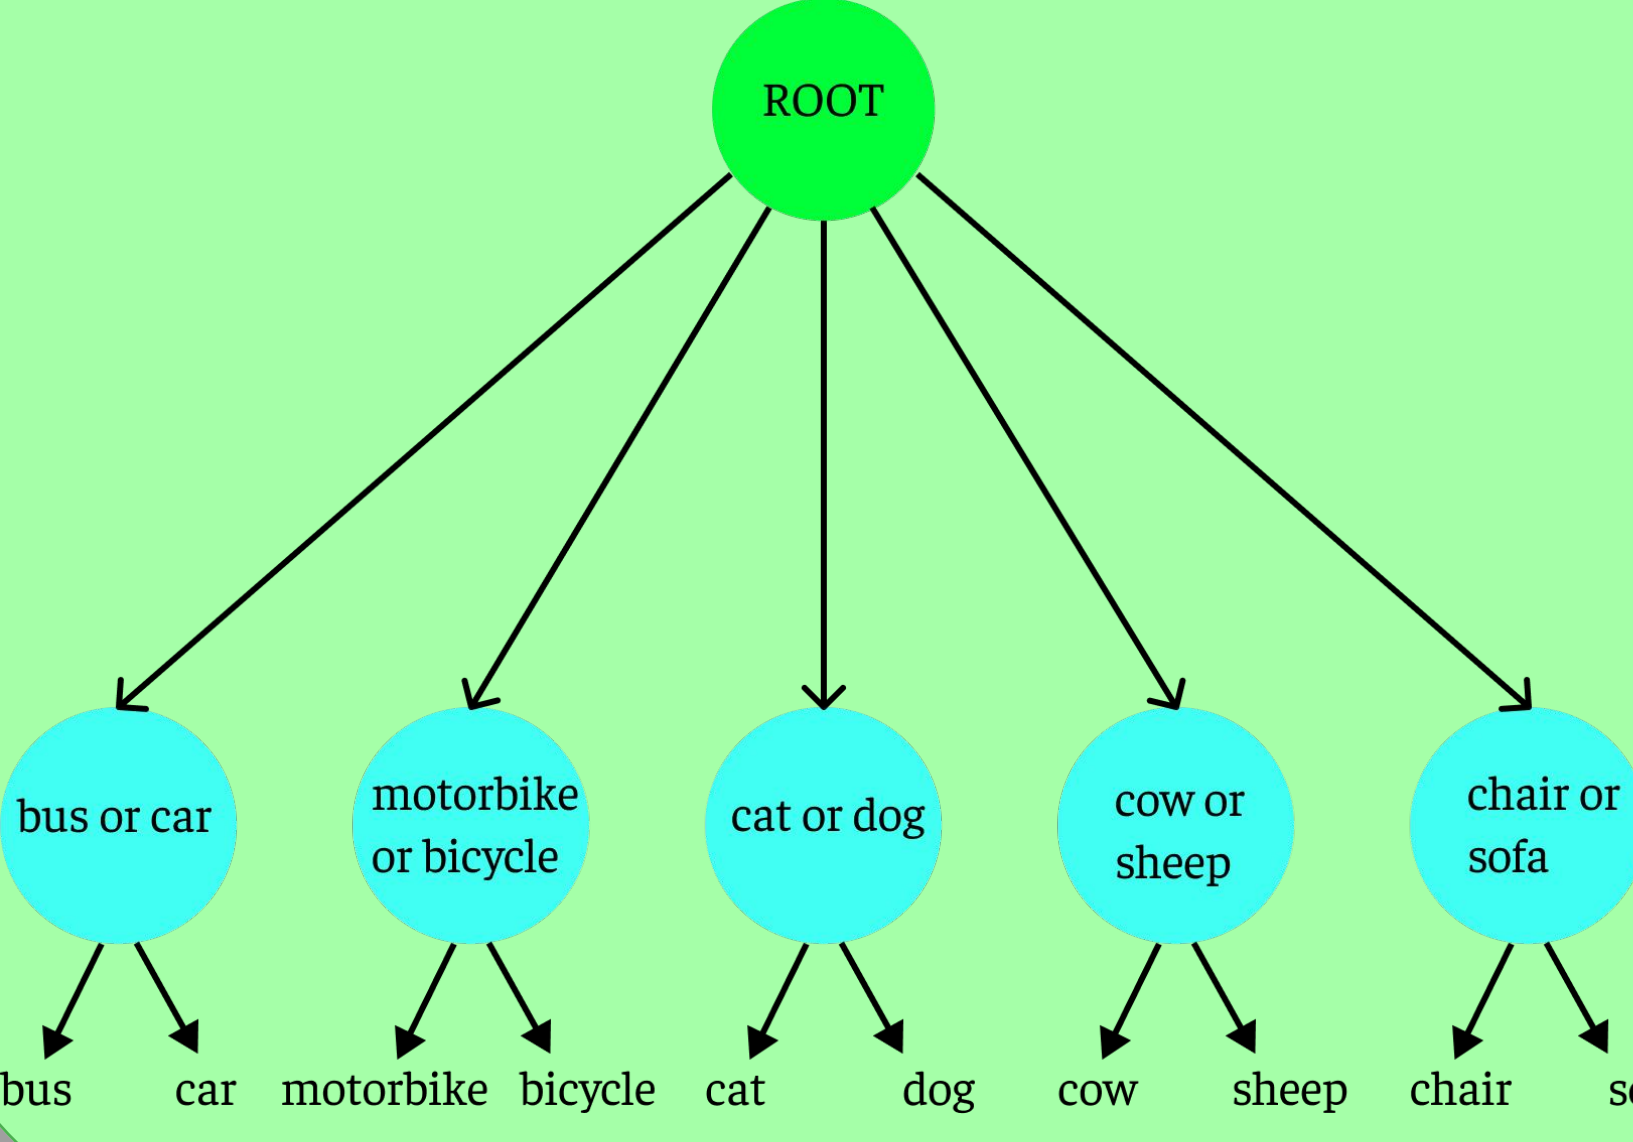 ROOT
bus or car
motorbike
or bicycle
cat or dog
cow or
sheep
chair or
sofa
bus
car
motorbike
bicycle
cat
dog
cow
sheep
chair